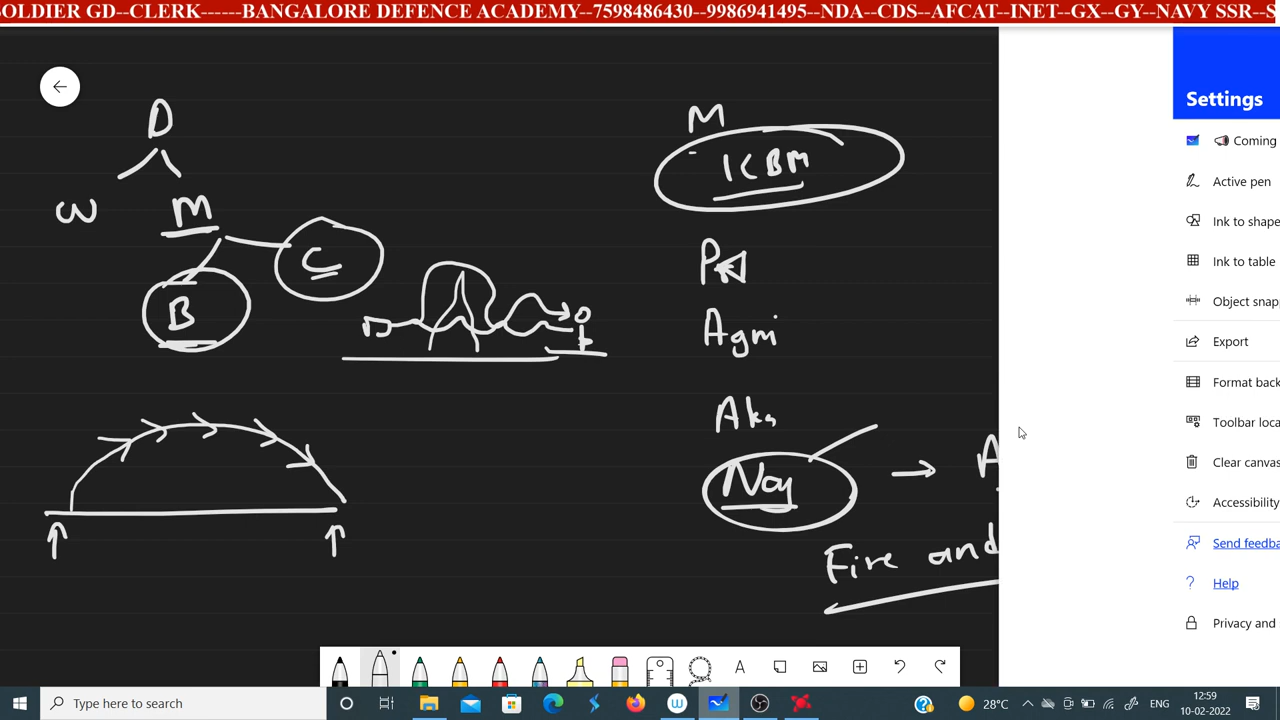 SOLDIER GD--CLERK------BANGALORE DEFENCE ACADEMY--7598486430--9986941495--NDA--CDS--AFCAT--INET--GX--GY--NAVY SSR--S
D
W M
C
B
M
ICBM
P
Agni
Aka
Nag → A
Fire and
Settings
Coming
Active pen
Ink to shape
Ink to table
Object snap
Export
Format back
Toolbar loca
Clear canvas
Accessibility
Send feedba
Help
Privacy and
A
Type here to search
28°C
ENG
12:59
10-02-2022